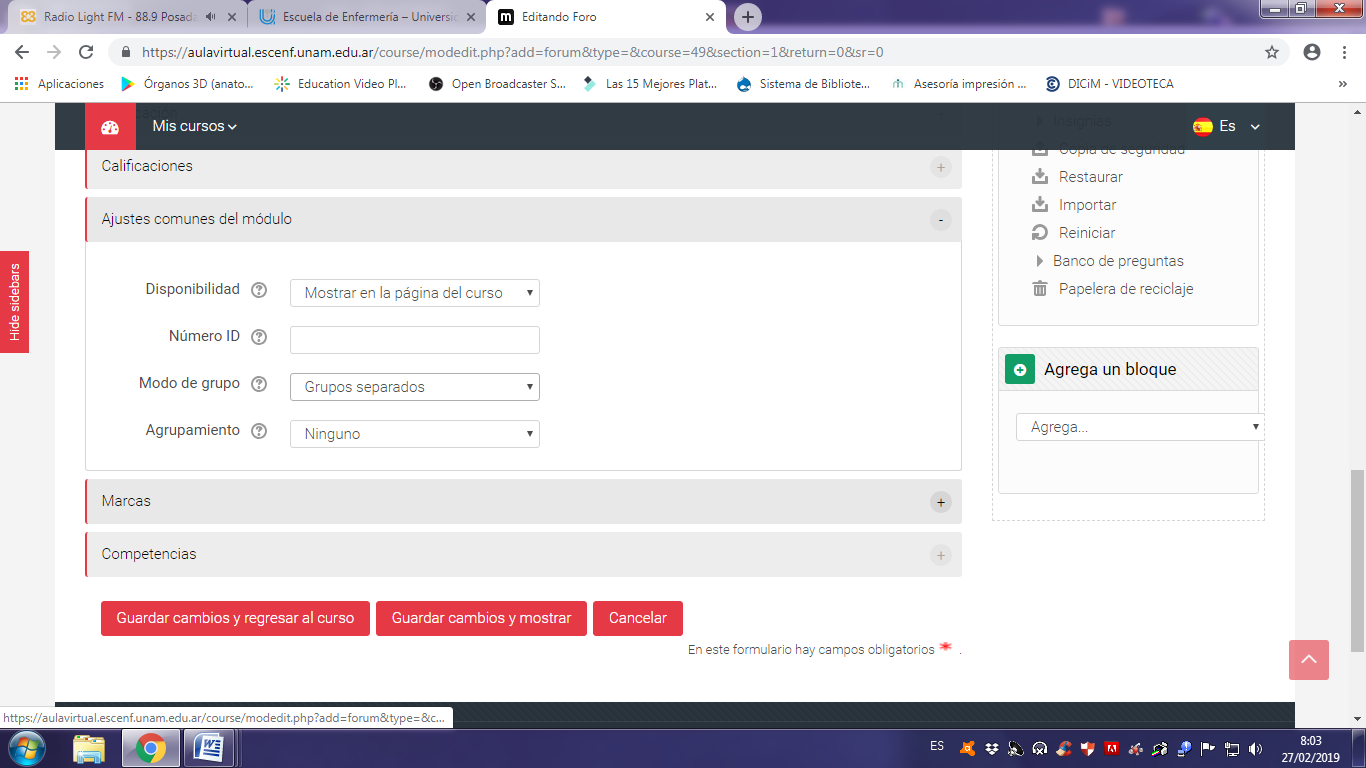 Radio Light FM - 88.9 Posada
Escuela de Enfermería – Universid
Editando Foro
https://aulavirtual.escenf.unam.edu.ar/course/modedit.php?add=forum&type=&course=49&section=1&return=0&sr=0
Aplicaciones
Órganos 3D (anato...
Education Video Pl...
Open Broadcaster S...
Las 15 Mejores Plat...
Sistema de Bibliote...
Asesoría impresión ...
DICiM - VIDEOTECA
»
Mis cursos
Es
Insignias
Calificaciones
+
Copia de seguridad
Restaurar
Ajustes comunes del módulo
-
Importar
Reiniciar
Banco de preguntas
Papelera de reciclaje
Hide sidebars
Disponibilidad
Mostrar en la página del curso
Número ID
Modo de grupo
Grupos separados
Agrupamiento
Ninguno
Agrega un bloque
Agrega...
Marcas
+
Competencias
+
Guardar cambios y regresar al curso
Guardar cambios y mostrar
Cancelar
En este formulario hay campos obligatorios * .
https://aulavirtual.escenf.unam.edu.ar/course/modedit.php?add=forum&type=&c...
ES
8:03
27/02/2019